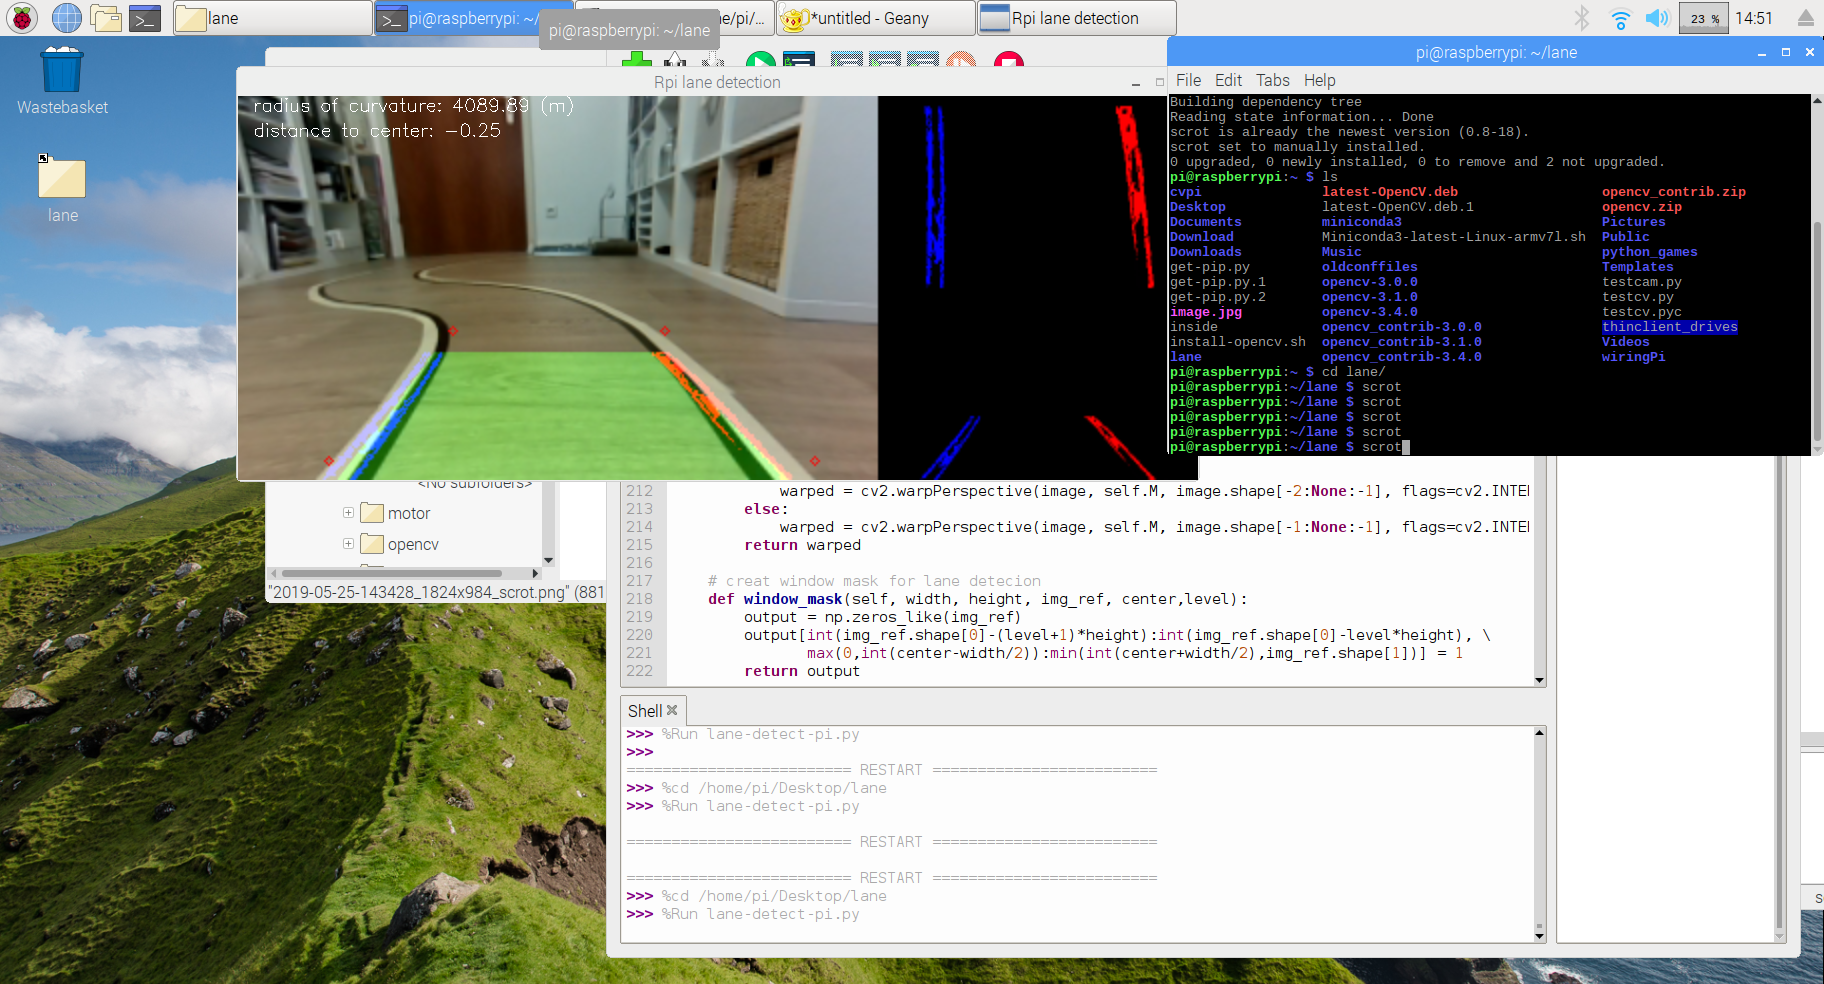 lane
pi@raspberrypi: ~/
ne/pi/...
*untitled - Geany
Rpi lane detection
23 %
14:51
pi@raspberrypi: ~/lane
Wastebasket
lane
Rpi lane detection
radius of curvature: 4089.89 (m)
distance to center: -0.25
pi@raspberrypi: ~/lane
File Edit Tabs Help
Building dependency tree
Reading state information... Done
scrot is already the newest version (0.8-18).
scrot set to manually installed.
0 upgraded, 0 newly installed, 0 to remove and 2 not upgraded.
pi@raspberrypi:~ $ ls
cvpi latest-OpenCV.deb opencv_contrib.zip
Desktop latest-OpenCV.deb.1 opencv.zip
Documents miniconda3 Pictures
Download Miniconda3-latest-Linux-armv7l.sh Public
Downloads Music python_games
get-pip.py oldconffiles Templates
get-pip.py.1 opencv-3.0.0 testcam.py
get-pip.py.2 opencv-3.1.0 testcv.py
image.jpg opencv-3.4.0 testcv.pyc
inside opencv_contrib-3.0.0 thinclient_drives
install-opencv.sh opencv_contrib-3.1.0 Videos
lane opencv_contrib-3.4.0 wiringPi
pi@raspberrypi:~ $ cd lane/
pi@raspberrypi:~/lane $ scrot
pi@raspberrypi:~/lane $ scrot
pi@raspberrypi:~/lane $ scrot
pi@raspberrypi:~/lane $ scrot
pi@raspberrypi:~/lane $ scrot
<No subfolders>
motor
opencv
"2019-05-25-143428_1824x984_scrot.png" (881
212 warped = cv2.warpPerspective(image, self.M, image.shape[-2:None:-1], flags=cv2.INTE
213 else:
214 warped = cv2.warpPerspective(image, self.M, image.shape[-1:None:-1], flags=cv2.INTE
215 return warped
216
217 # creat window mask for lane detecion
218 def window_mask(self, width, height, img_ref, center,level):
219 output = np.zeros_like(img_ref)
220 output[int(img_ref.shape[0]-(level+1)*height):int(img_ref.shape[0]-level*height), \
221 max(0,int(center-width/2)):min(int(center+width/2),img_ref.shape[1])] = 1
222 return output
Shell
>>> %Run lane-detect-pi.py
>>>
========================= RESTART =========================
>>> %cd /home/pi/Desktop/lane
>>> %Run lane-detect-pi.py
========================= RESTART =========================
========================= RESTART =========================
>>> %cd /home/pi/Desktop/lane
>>> %Run lane-detect-pi.py